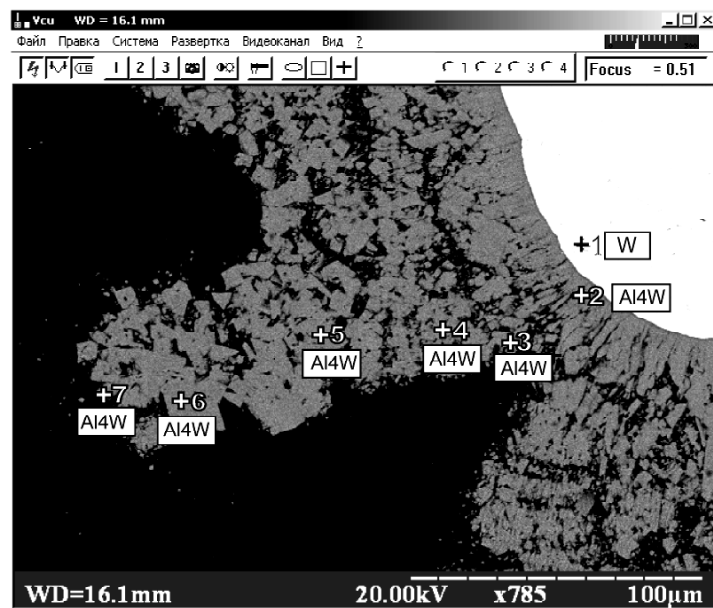 Vcu WD = 16.1 mm
Файл Правка Система Развертка Видеоканал Вид ?
1 2 3 1 2 3 4 Focus = 0.51
+1 W
+2 Al4W
+5 +4 +3
Al4W Al4W Al4W
+7 +6
Al4W Al4W
WD=16.1mm 20.00kV x785 100µm